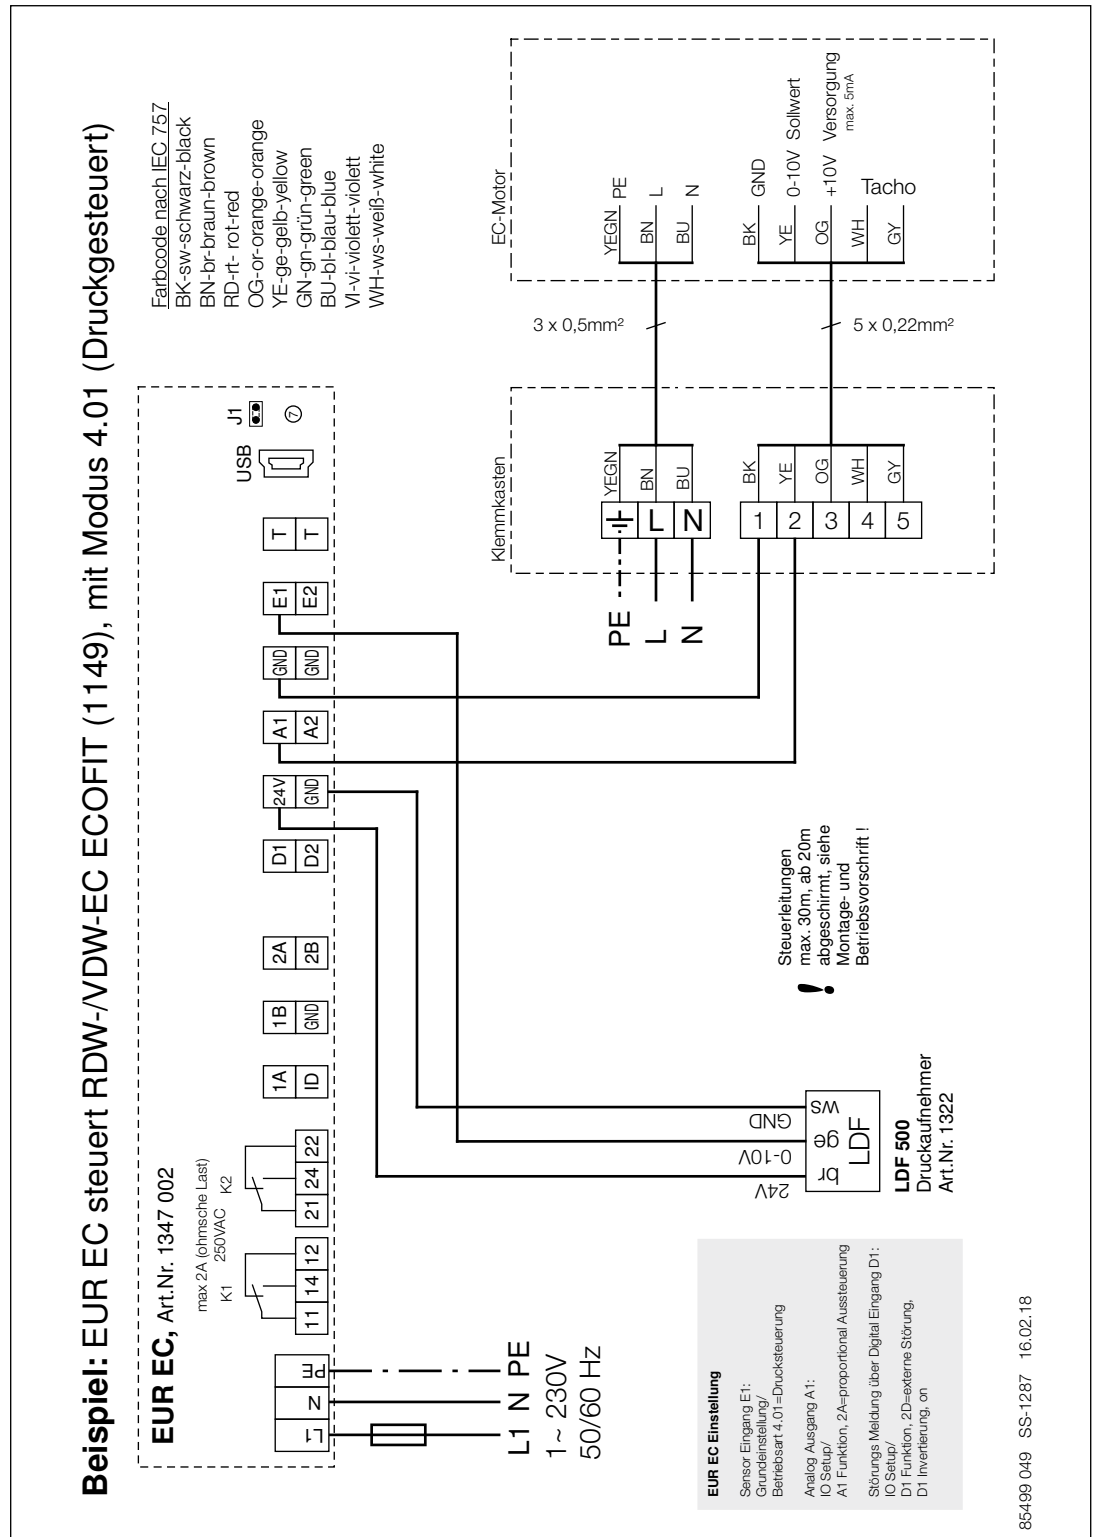 Beispiel: EUR EC steuert RDW-/VDW-EC ECOFIT (1149), mit Modus 4.01 (Druckgesteuert)
EUR EC, Art.Nr. 1347 002
max 2A (ohmsche Last)
250VAC
K1
K2
L1
N
PE
11
14
12
21
24
22
1A
ID
1B
GND
2A
2B
D1
D2
24V
GND
A1
A2
GND
GND
E1
E2
T
T
USB
J1
7
Farbcode nach IEC 757
BK-sw-schwarz-black
BN-br-braun-brown
RD-rt- rot-red
OG-or-orange-orange
YE-ge-gelb-yellow
GN-gn-grün-green
BU-bl-blau-blue
VI-vi-violett-violett
WH-ws-weiß-white
L1 N PE
1~ 230V
50/60 Hz
24V
0-10V
GND
br
ge
ws
LDF
LDF 500
Druckaufnehmer
Art.Nr. 1322
Steuerleitungen
max. 30m, ab 20m
abgeschirmt, siehe
Montage- und
Betriebsvorschrift !
!
Klemmkasten
PE
L
N
L
N
YEGN
BN
BU
1
2
3
4
5
BK
YE
OG
WH
GY
3 x 0,5mm²
5 x 0,22mm²
EC-Motor
YEGN
PE
BN
L
BU
N
BK
GND
YE
0-10V Sollwert
OG
+10V Versorgung
max. 5mA
WH
Tacho
GY
EUR EC Einstellung
Sensor Eingang E1:
Grundeinstellung/
Betriebsart 4.01=Drucksteuerung
Analog Ausgang A1:
IO Setup/
A1 Funktion, 2A=proportional Aussteuerung
Störungs Meldung über Digital Eingang D1:
IO Setup/
D1 Funktion, 2D=externe Störung,
D1 Invertierung, on
85499 049 SS-1287 16.02.18